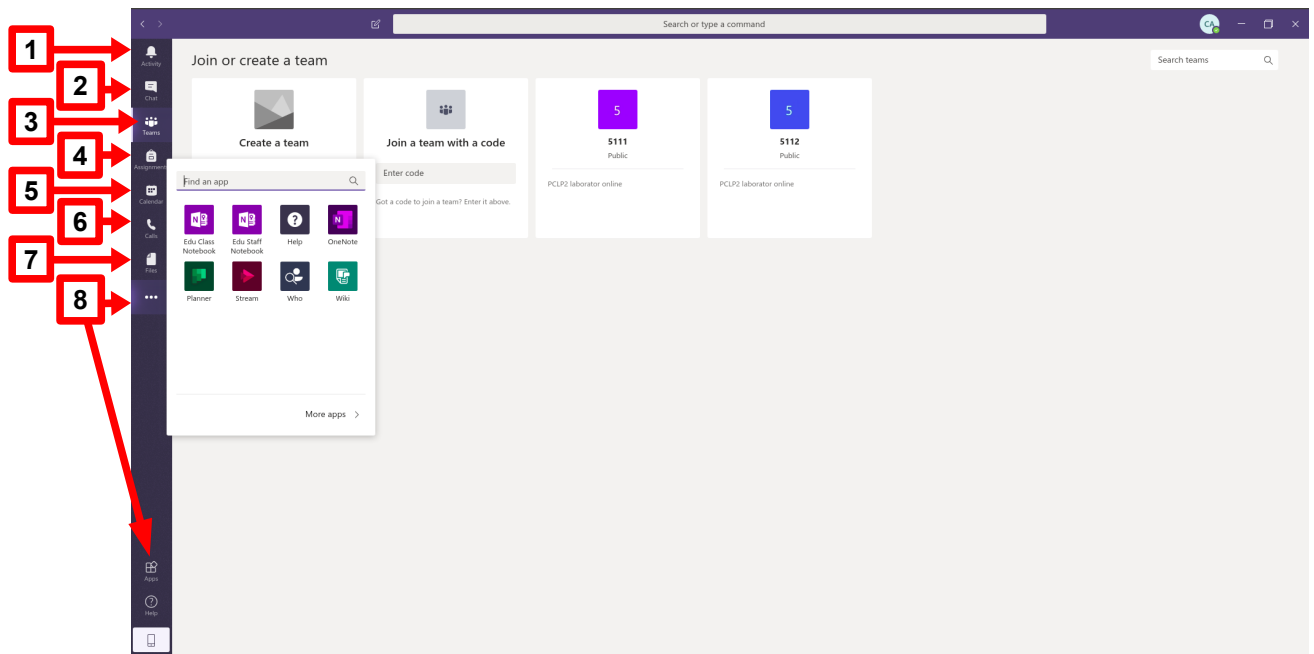 Search or type a command
CA
1
Activity
2
Chat
3
Teams
4
Assignment
5
Calendar
6
Calls
7
Files
8
Apps
Help
Join or create a team
Search teams
Create a team
Join a team with a code
Enter code
Got a code to join a team? Enter it above.
5
5111
Public
PCLP2 laborator online
5
5112
Public
PCLP2 laborator online
Find an app
Edu Class
Notebook
Edu Staff
Notebook
Help
OneNote
Planner
Stream
Who
Wiki
More apps